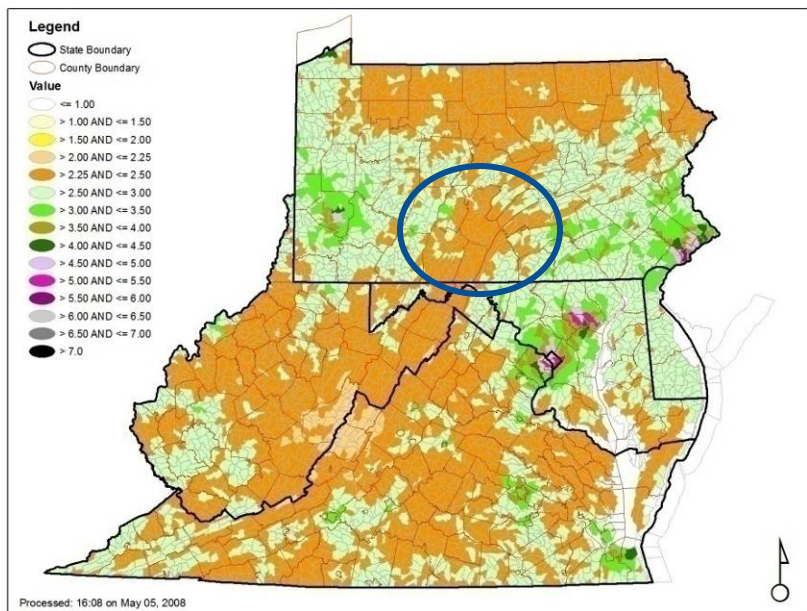 Legend
State Boundary
County Boundary
Value
<= 1.00
> 1.00 AND <= 1.50
> 1.50 AND <= 2.00
> 2.00 AND <= 2.25
> 2.25 AND <= 2.50
> 2.50 AND <= 3.00
> 3.00 AND <= 3.50
> 3.50 AND <= 4.00
> 4.00 AND <= 4.50
> 4.50 AND <= 5.00
> 5.00 AND <= 5.50
> 5.50 AND <= 6.00
> 6.00 AND <= 6.50
> 6.50 AND <= 7.00
> 7.0
Processed: 16:08 on May 05, 2008